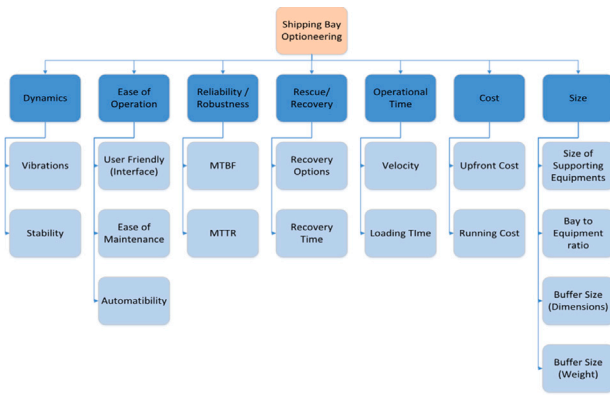 Shipping Bay
Optioneering
Dynamics
Ease of
Operation
Reliability /
Robustness
Rescue/
Recovery
Operational
Time
Cost
Size
Vibrations
User Friendly
(Interface)
MTBF
Recovery
Options
Velocity
Upfront Cost
Size of
Supporting
Equipments
Stability
Ease of
Maintenance
MTTR
Recovery
Time
Loading TIme
Running Cost
Bay to
Equipment
ratio
Automatibility
Buffer Size
(Dimensions)
Buffer Size
(Weight)